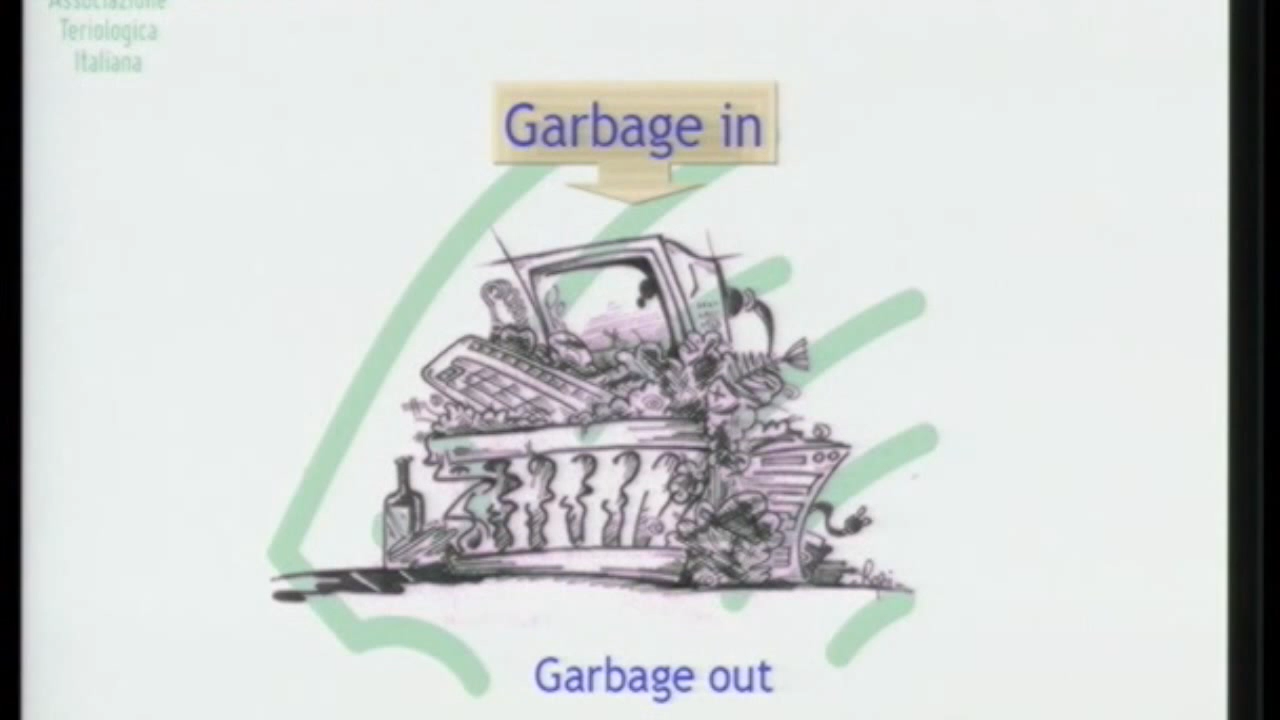 Associazione
Teriologica
Italiana
Garbage in
Garbage out